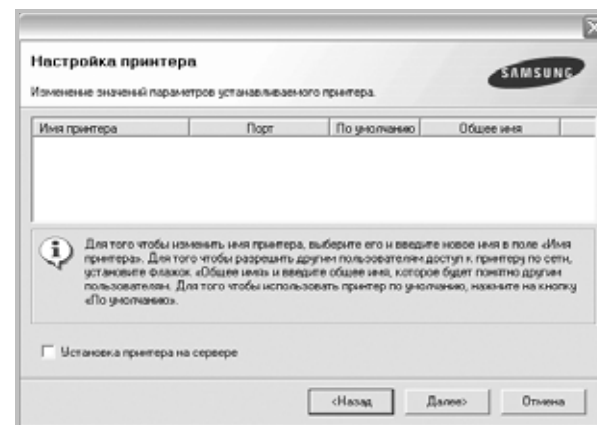 Настройка принтера
SAMSUNG
Изменение значений параметров устанавливаемого принтера.
Имя принтера Порт По умолчанию Общее имя
Для того чтобы изменить имя принтера, выберите его и введите новое имя в поле «Имя
принтера». Для того чтобы разрешить другим пользователям доступ к принтеру по сети,
установите флажок «Общее имя» и введите общее имя, которое будет понятно другим
пользователям. Для того чтобы использовать принтер по умолчанию, нажмите на кнопку
«По умолчанию».
Установка принтера на сервере
<Назад Далее> Отмена